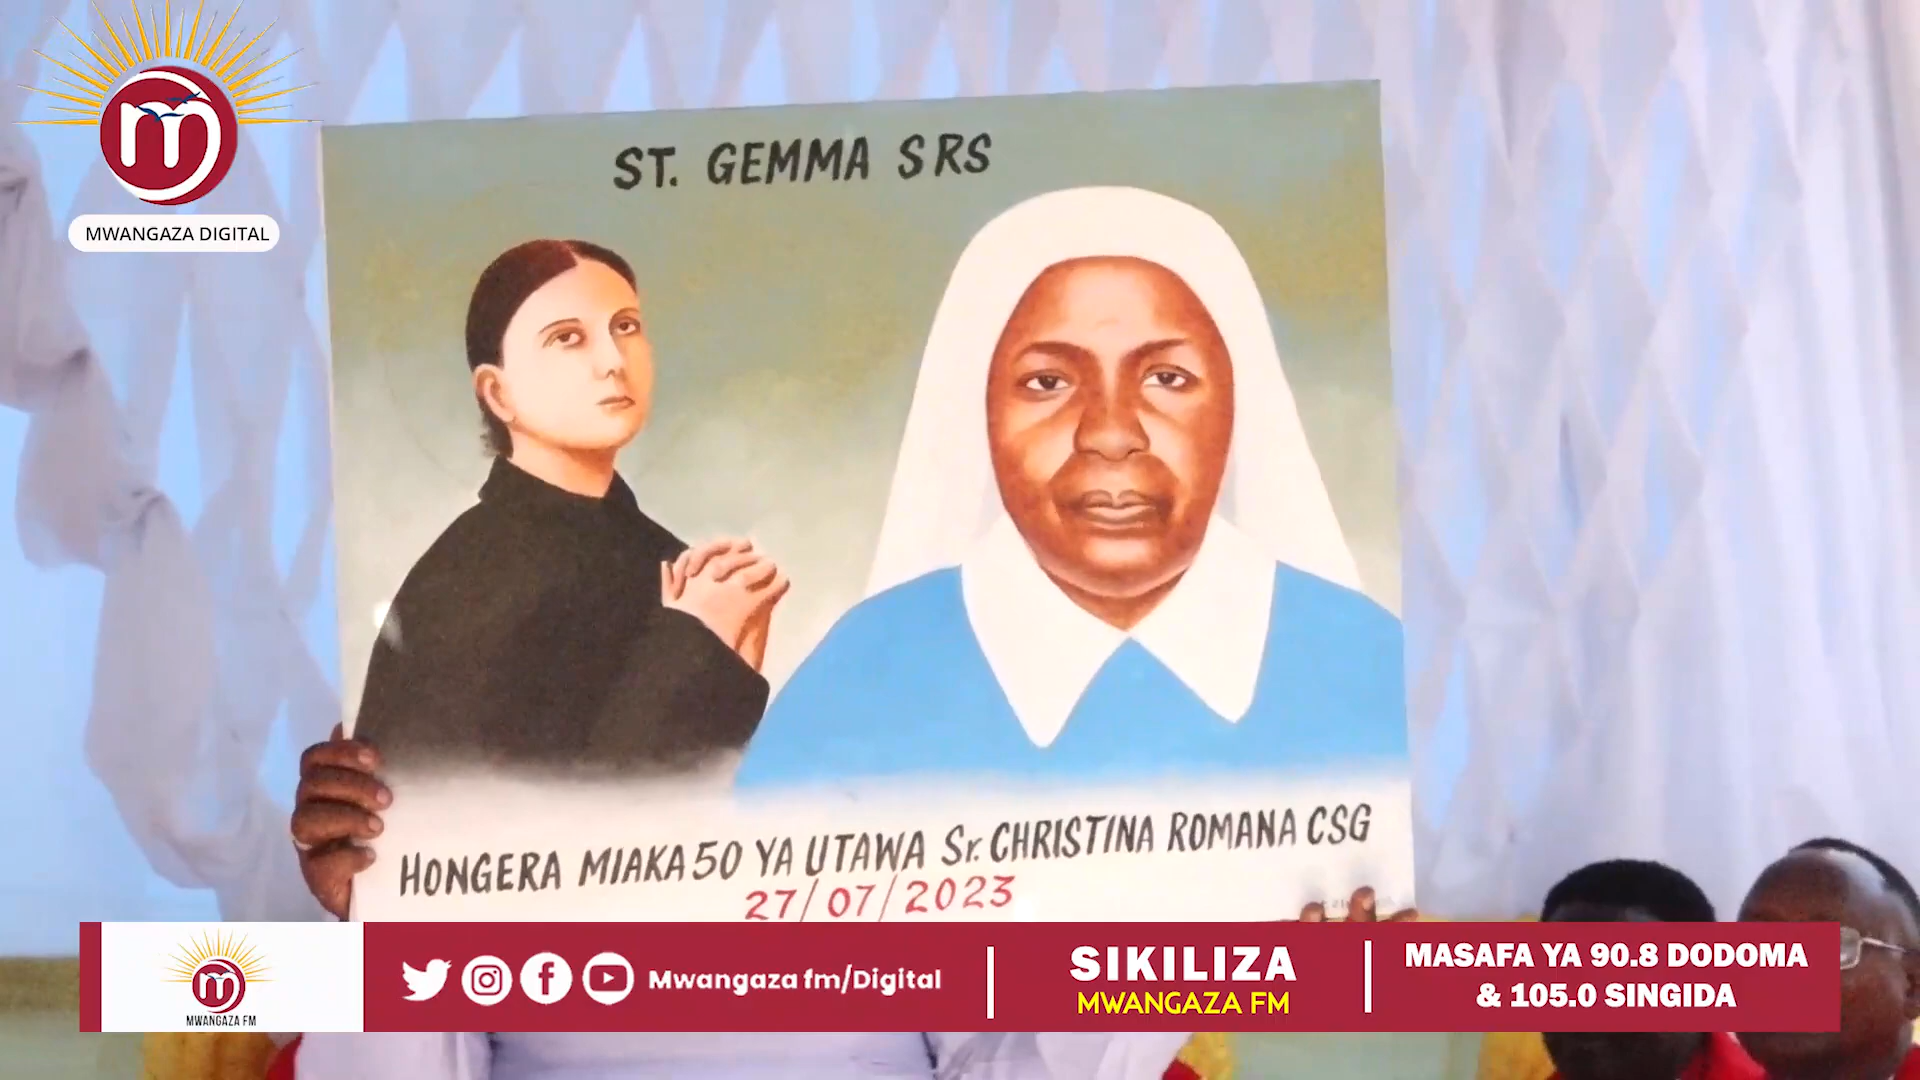 MWANGAZA DIGITAL
ST. GEMMA SRS
HONGERA MIAKA 50 YA UTAWA Sr. CHRISTINA ROMANA CSG
27/07/2023
MWANGAZA FM
Mwangaza fm/Digital
SIKILIZA
MWANGAZA FM
MASAFA YA 90.8 DODOMA
& 105.0 SINGIDA